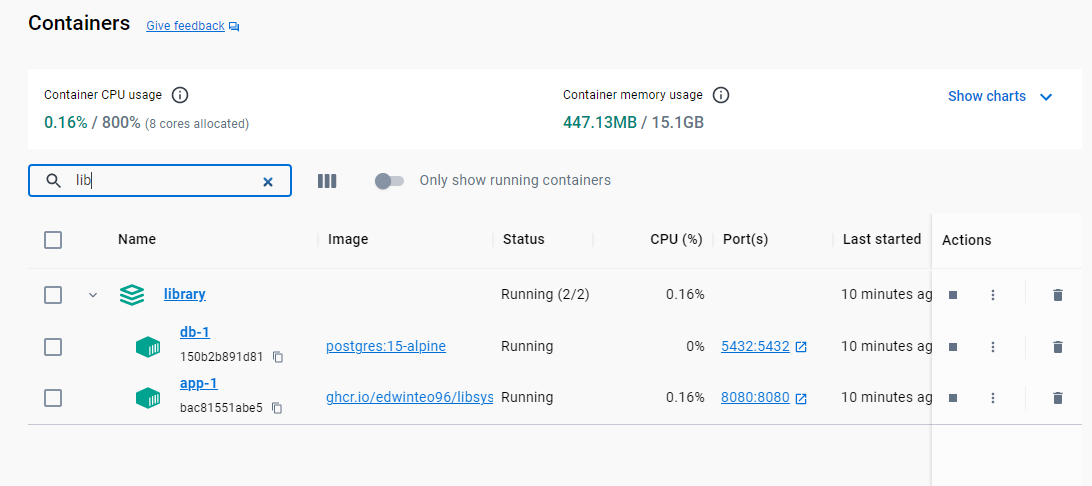 Containers Give feedback
Container CPU usage
0.16% / 800% (8 cores allocated)
Container memory usage
447.13MB / 15.1GB
Show charts
lib
Only show running containers
Name Image Status CPU (%) Port(s) Last started Actions
library Running (2/2) 0.16% 10 minutes ag
db-1
150b2b891d81 postgres:15-alpine Running 0% 5432:5432 10 minutes ag
app-1
bac81551abe5 ghcr.io/edwinteo96/libsys Running 0.16% 8080:8080 10 minutes ag